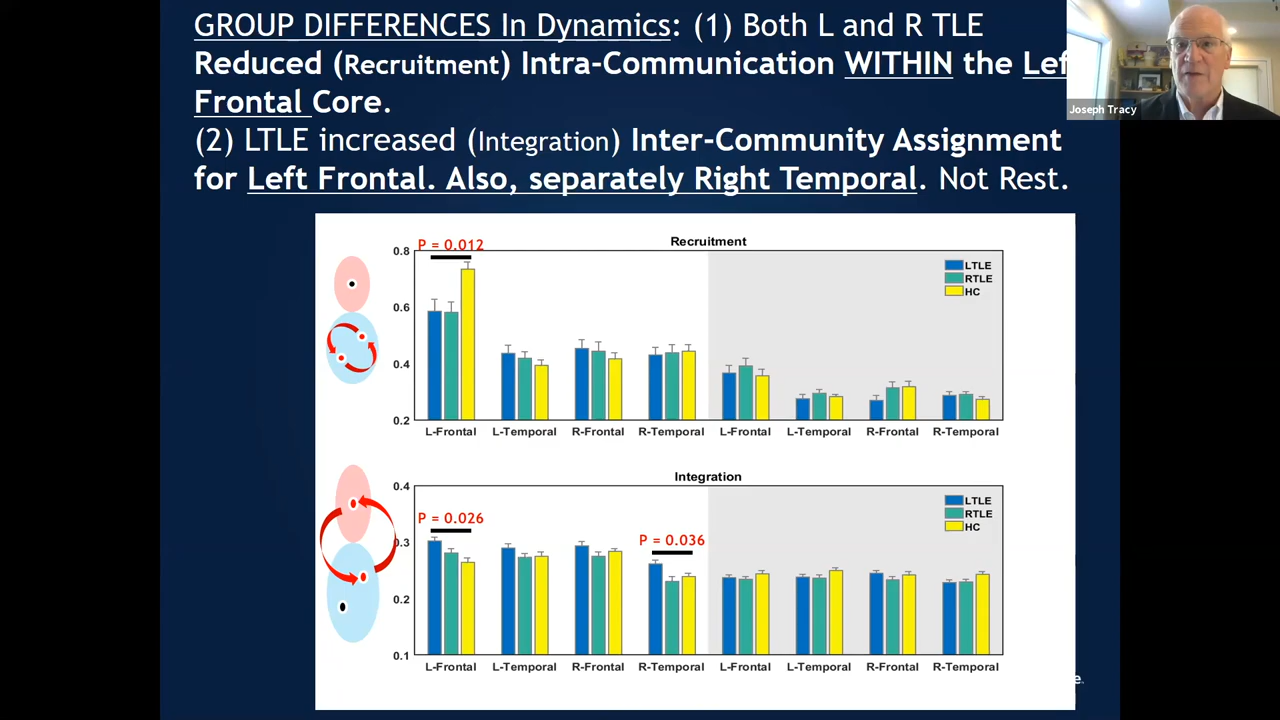 GROUP DIFFERENCES In Dynamics: (1) Both L and R TLE
Reduced (Recruitment) Intra-Communication WITHIN the Lef
Frontal Core.
(2) LTLE increased (Integration) Inter-Community Assignment
for Left Frontal. Also, separately Right Temporal. Not Rest.
Joseph Tracy
Recruitment
P = 0.012
0.8
0.6
0.4
0.2
LTLE
RTLE
HC
L-Frontal L-Temporal R-Frontal R-Temporal L-Frontal L-Temporal R-Frontal R-Temporal
Integration
P = 0.026
P = 0.036
0.4
0.3
0.2
0.1
LTLE
RTLE
HC
L-Frontal L-Temporal R-Frontal R-Temporal L-Frontal L-Temporal R-Frontal R-Temporal